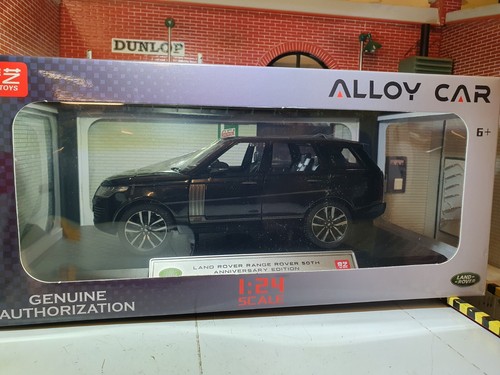 DUNLOP
TOYS
ALLOY CAR
6+
LAND ROVER RANGE ROVER 50TH
ANNIVERSARY EDITION
1:24
SCALE
GENUINE
AUTHORIZATION
LAND
ROVER